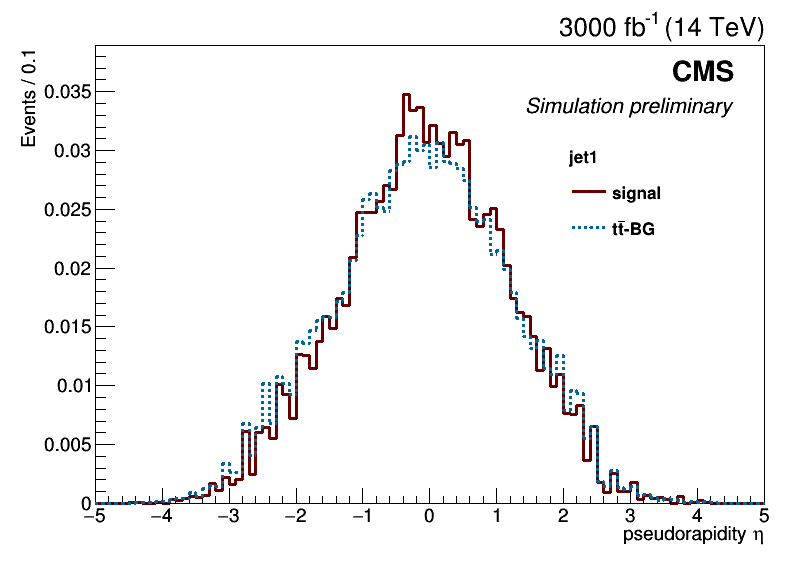 3000 fb⁻¹ (14 TeV)
Events / 0.1
CMS
Simulation preliminary
jet1
signal
tt̄-BG
0.035
0.03
0.025
0.02
0.015
0.01
0.005
0
−5 −4 −3 −2 −1 0 1 2 3 4 5
pseudorapidity η